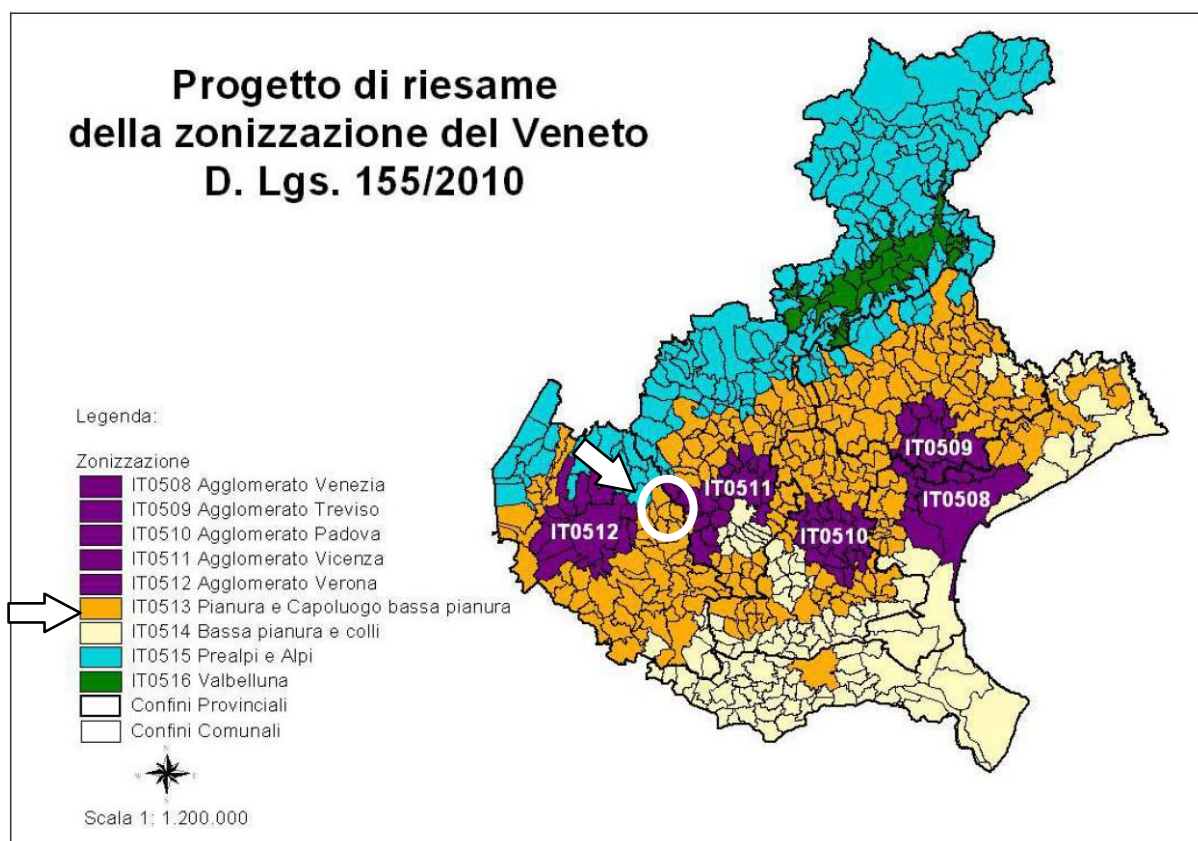 Progetto di riesame
della zonizzazione del Veneto
D. Lgs. 155/2010
Legenda:
Zonizzazione
IT0508 Agglomerato Venezia
IT0509 Agglomerato Treviso
IT0510 Agglomerato Padova
IT0511 Agglomerato Vicenza
IT0512 Agglomerato Verona
IT0513 Pianura e Capoluogo bassa pianura
IT0514 Bassa pianura e colli
IT0515 Prealpi e Alpi
IT0516 Valbelluna
Confini Provinciali
Confini Comunali
N
W
E
S
Scala 1: 1.200.000
IT0509
IT0511
IT0508
IT0512
IT0510